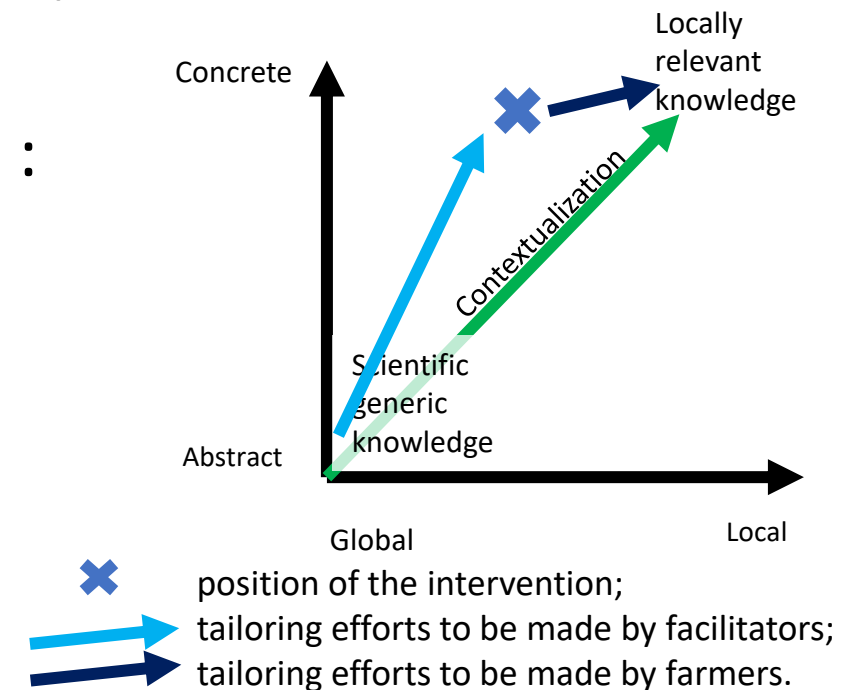 Locally
relevant
knowledge
Concrete
:
Contextualization
Scientific
generic
knowledge
Abstract
Global
Local
position of the intervention;
tailoring efforts to be made by facilitators;
tailoring efforts to be made by farmers.